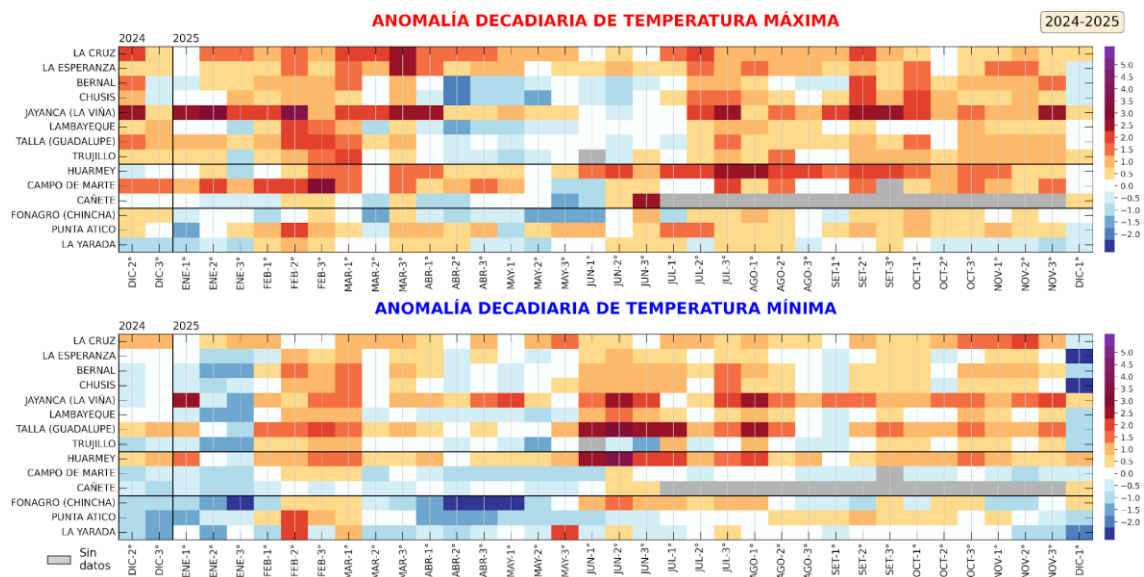 ANOMALÍA DECADIARIA DE TEMPERATURA MÁXIMA
2024-2025
2024 2025
LA CRUZ
LA ESPERANZA
BERNAL
CHUSIS
JAYANCA (LA VIÑA)
LAMBAYEQUE
TALLA (GUADALUPE)
TRUJILLO
HUARMEY
CAMPO DE MARTE
CAÑETE
FONAGRO (CHINCHA)
PUNTA ATICO
LA YARADA
5.0
4.5
4.0
3.5
3.0
2.5
2.0
1.5
1.0
0.5
0.0
−0.5
−1.0
−1.5
−2.0
DIC-2° DIC-3° ENE-1° ENE-2° ENE-3° FEB-1° FEB-2° FEB-3° MAR-1° MAR-2° MAR-3° ABR-1° ABR-2° ABR-3° MAY-1° MAY-2° MAY-3° JUN-1° JUN-2° JUN-3° JUL-1° JUL-2° JUL-3° AGO-1° AGO-2° AGO-3° SET-1° SET-2° SET-3° OCT-1° OCT-2° OCT-3° NOV-1° NOV-2° NOV-3° DIC-1°
ANOMALÍA DECADIARIA DE TEMPERATURA MÍNIMA
2024 2025
LA CRUZ
LA ESPERANZA
BERNAL
CHUSIS
JAYANCA (LA VIÑA)
LAMBAYEQUE
TALLA (GUADALUPE)
TRUJILLO
HUARMEY
CAMPO DE MARTE
CAÑETE
FONAGRO (CHINCHA)
PUNTA ATICO
LA YARADA
5.0
4.5
4.0
3.5
3.0
2.5
2.0
1.5
1.0
0.5
0.0
−0.5
−1.0
−1.5
−2.0
DIC-2° DIC-3° ENE-1° ENE-2° ENE-3° FEB-1° FEB-2° FEB-3° MAR-1° MAR-2° MAR-3° ABR-1° ABR-2° ABR-3° MAY-1° MAY-2° MAY-3° JUN-1° JUN-2° JUN-3° JUL-1° JUL-2° JUL-3° AGO-1° AGO-2° AGO-3° SET-1° SET-2° SET-3° OCT-1° OCT-2° OCT-3° NOV-1° NOV-2° NOV-3° DIC-1°
Sin
datos